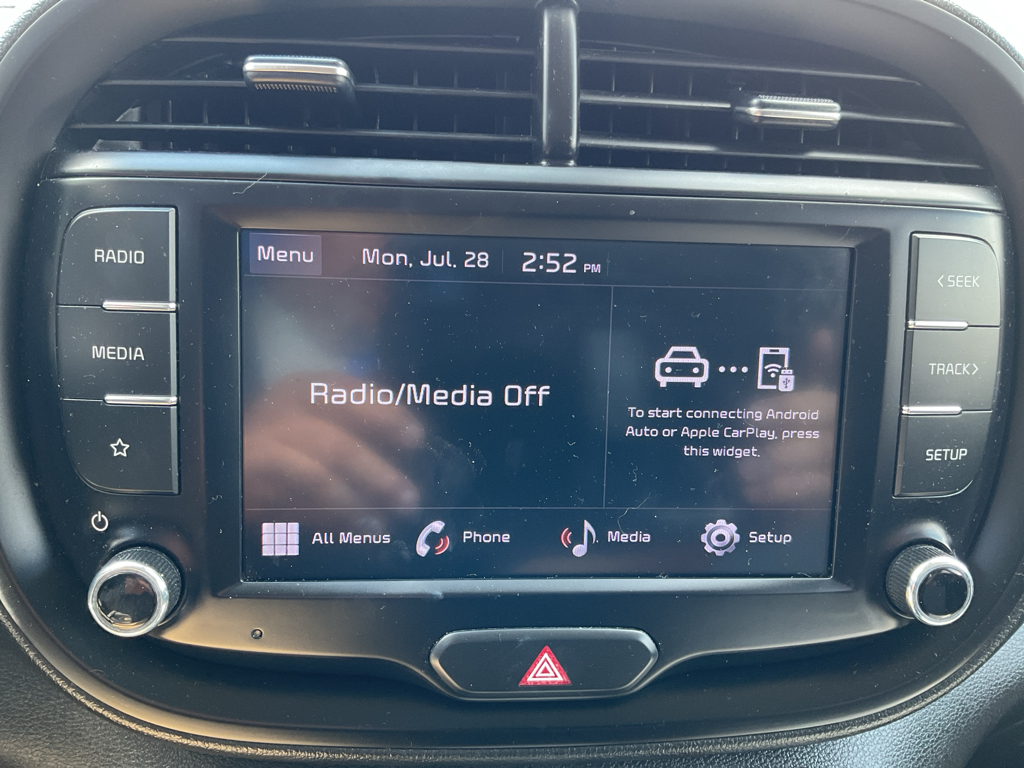 RADIO
MEDIA
Menu
Mon, Jul. 28
2:52 PM
Radio/Media Off
To start connecting Android
Auto or Apple CarPlay, press
this widget.
All Menus
Phone
Media
Setup
< SEEK
TRACK >
SETUP